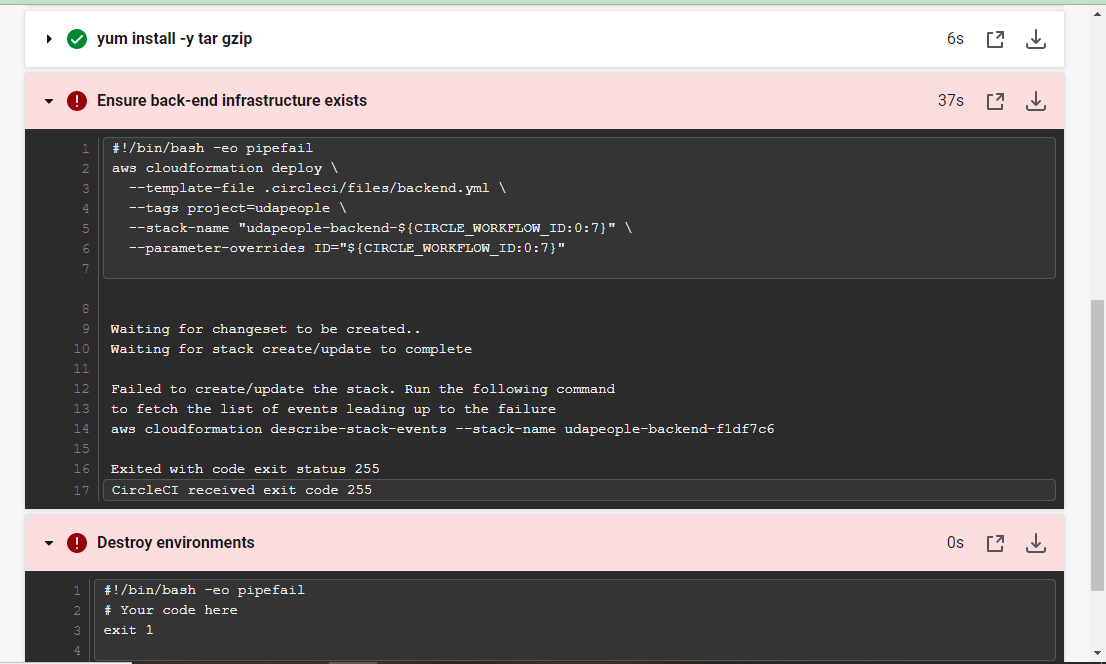 yum install -y tar gzip 6s
Ensure back-end infrastructure exists 37s
1 #!/bin/bash -eo pipefail
2 aws cloudformation deploy \
3 --template-file .circleci/files/backend.yml \
4 --tags project=udapeople \
5 --stack-name "udapeople-backend-${CIRCLE_WORKFLOW_ID:0:7}" \
6 --parameter-overrides ID="${CIRCLE_WORKFLOW_ID:0:7}"
7
8
9 Waiting for changeset to be created..
10 Waiting for stack create/update to complete
11
12 Failed to create/update the stack. Run the following command
13 to fetch the list of events leading up to the failure
14 aws cloudformation describe-stack-events --stack-name udapeople-backend-f1df7c6
15
16 Exited with code exit status 255
17 CircleCI received exit code 255
Destroy environments 0s
1 #!/bin/bash -eo pipefail
2 # Your code here
3 exit 1
4